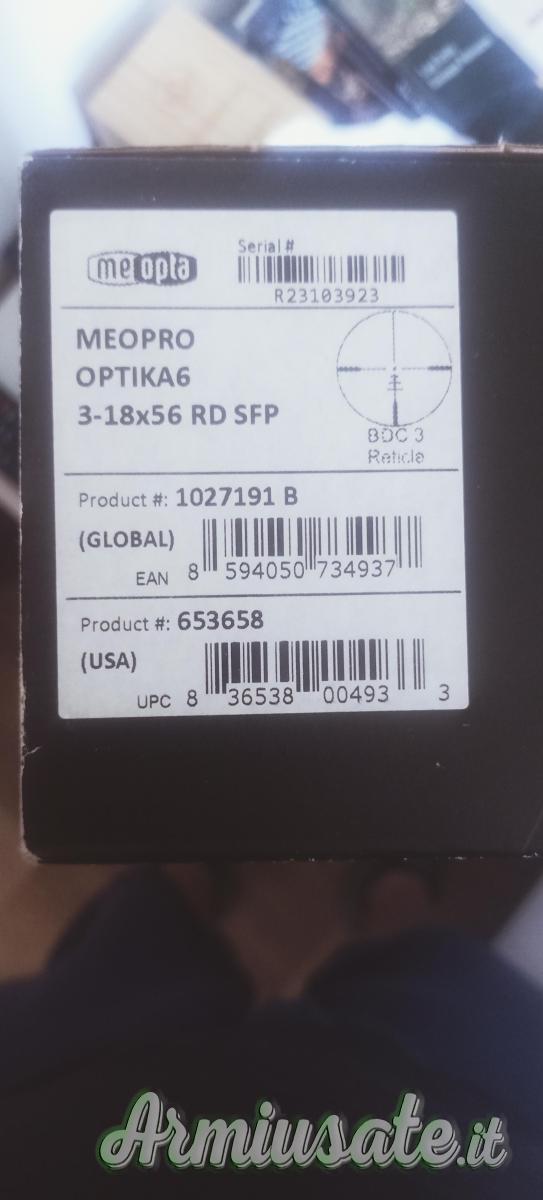 meopta
Serial #
R23103923
MEOPRO
OPTIKA6
3-18x56 RD SFP
BDC 3
Reticle
Product #: 1027191 B
(GLOBAL)
EAN 8 594050 734937
Product #: 653658
(USA)
UPC 8 36538 00493 3
Armiusate.it